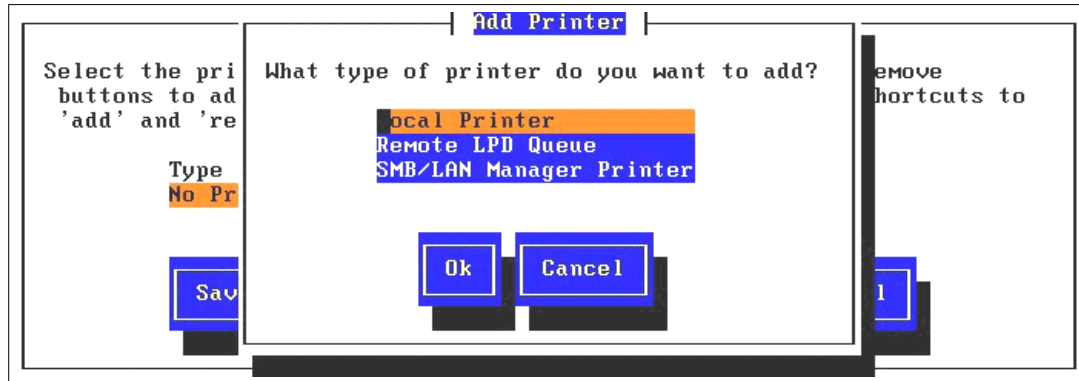 Add Printer
Select the pri
buttons to ad
'add' and 're
What type of printer do you want to add?
emove
hortcuts to
ocal Printer
Remote LPD Queue
SMB/LAN Manager Printer
Type
No Pr
Sav
Ok
Cancel
l